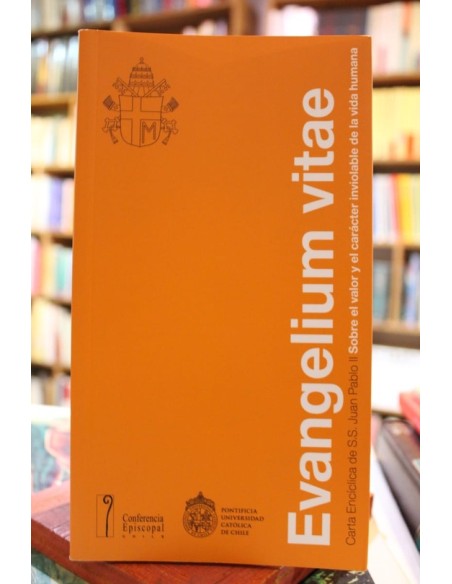 Evangelium vitae
Carta Encíclica de S.S. Juan Pablo II Sobre el valor y el carácter inviolable de la vida humana
Conferencia
Episcopal
CHILE
PONTIFICIA
UNIVERSIDAD
CATÓLICA
DE CHILE